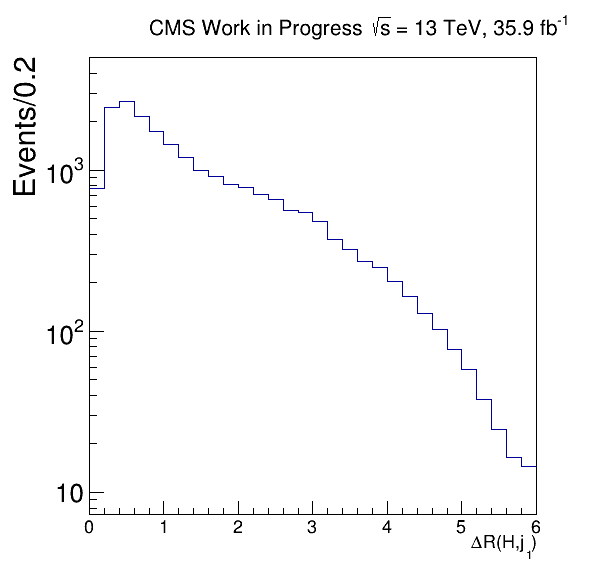 CMS Work in Progress √s = 13 TeV, 35.9 fb⁻¹
Events/0.2
10³
10²
10
0 1 2 3 4 5 6
ΔR(H,j₁)